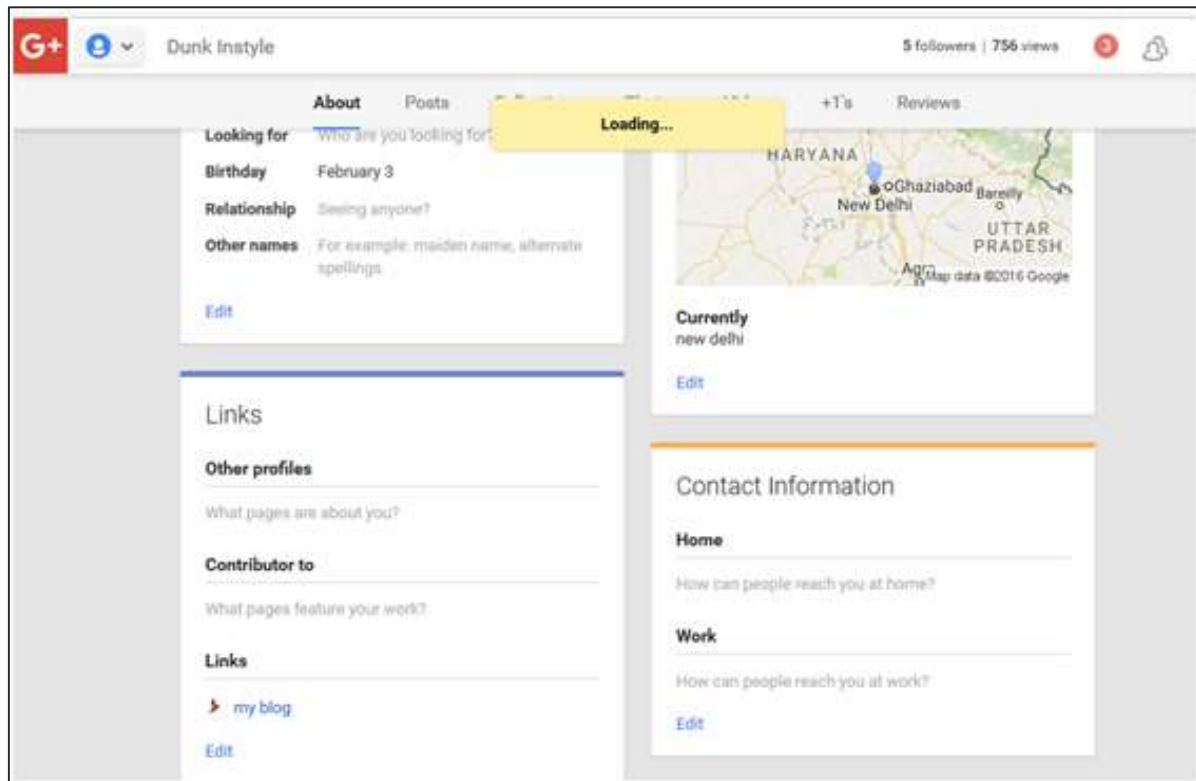 G+
Dunk Instyle
5 followers | 756 views
3
About Posts +1's Reviews
Loading...
Looking for Who are you looking for?
Birthday February 3
Relationship Seeing anyone?
Other names For example: maiden name, alternate
spellings
Edit
HARYANA
Ghaziabad
Bareilly
New Delhi
UTTAR
PRADESH
Agra
Map data ©2016 Google
Currently
new delhi
Edit
Links
Other profiles
What pages are about you?
Contributor to
What pages feature your work?
Links
my blog
Edit
Contact Information
Home
How can people reach you at home?
Work
How can people reach you at work?
Edit